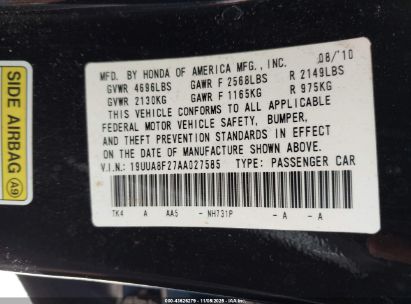 SIDE AIRBAG A9
MFD. BY HONDA OF AMERICA MFG., INC. 08/'10
GVWR 4696LBS GAWR F 2568LBS R 2149LBS
GVWR 2130KG GAWR F 1165KG R 975KG
THIS VEHICLE CONFORMS TO ALL APPLICABLE
FEDERAL MOTOR VEHICLE SAFETY, BUMPER,
AND THEFT PREVENTION STANDARDS IN EFFECT
ON THE DATE OF MANUFACTURE SHOWN ABOVE.
V.I.N.: 19UUA8F27AA027585 TYPE: PASSENGER CAR
TK4 A AA5 - NH731P - A - A